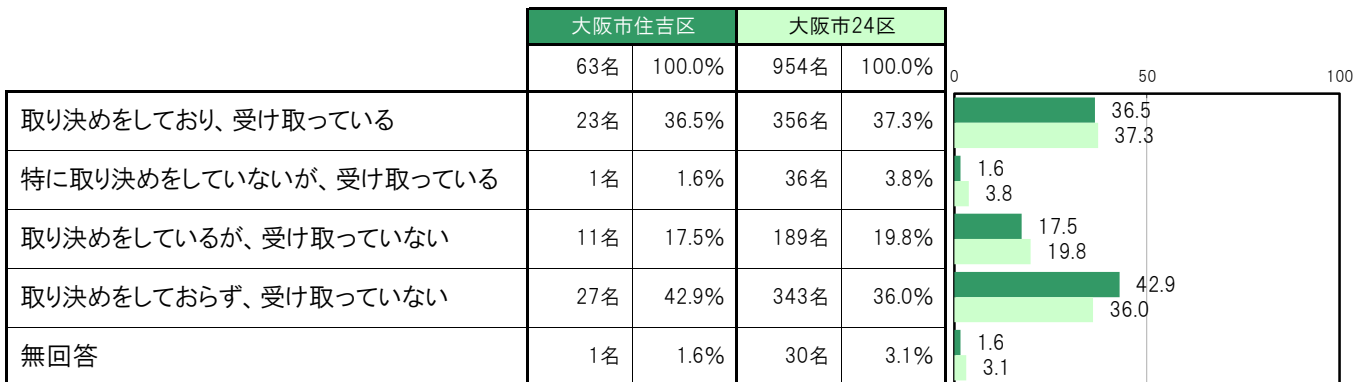 大阪市住吉区 大阪市24区
63名 100.0% 954名 100.0%
0 50 100
取り決めをしており、受け取っている 23名 36.5% 356名 37.3%
36.5
37.3
特に取り決めをしていないが、受け取っている 1名 1.6% 36名 3.8%
1.6
3.8
取り決めをしているが、受け取っていない 11名 17.5% 189名 19.8%
17.5
19.8
取り決めをしておらず、受け取っていない 27名 42.9% 343名 36.0%
42.9
36.0
無回答 1名 1.6% 30名 3.1%
1.6
3.1